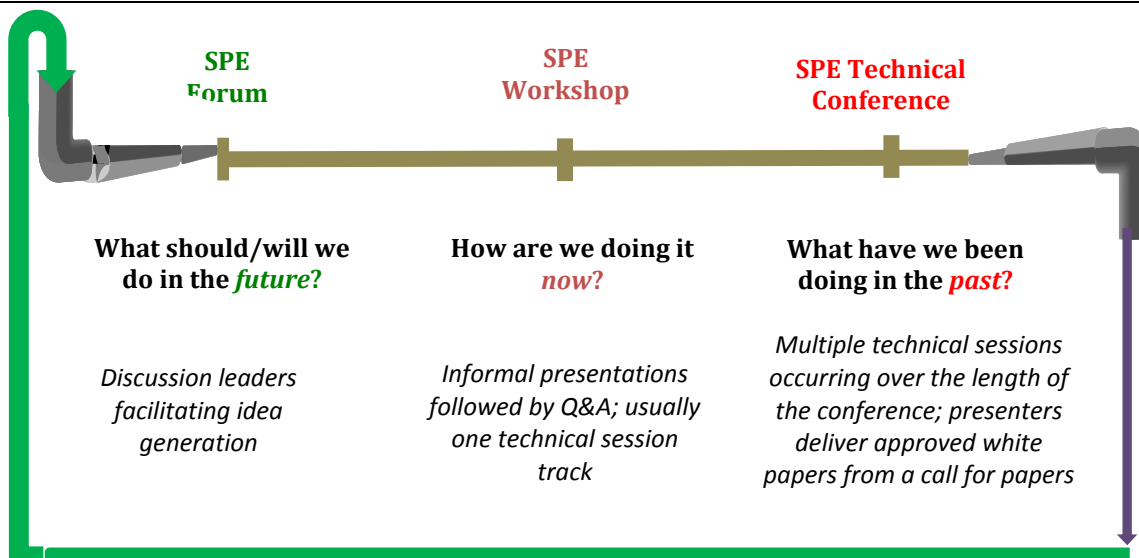 SPE
Forum
SPE
Workshop
SPE Technical
Conference
What should/will we
do in the future?
How are we doing it
now?
What have we been
doing in the past?
Discussion leaders
facilitating idea
generation
Informal presentations
followed by Q&A; usually
one technical session
track
Multiple technical sessions
occurring over the length of
the conference; presenters
deliver approved white
papers from a call for papers